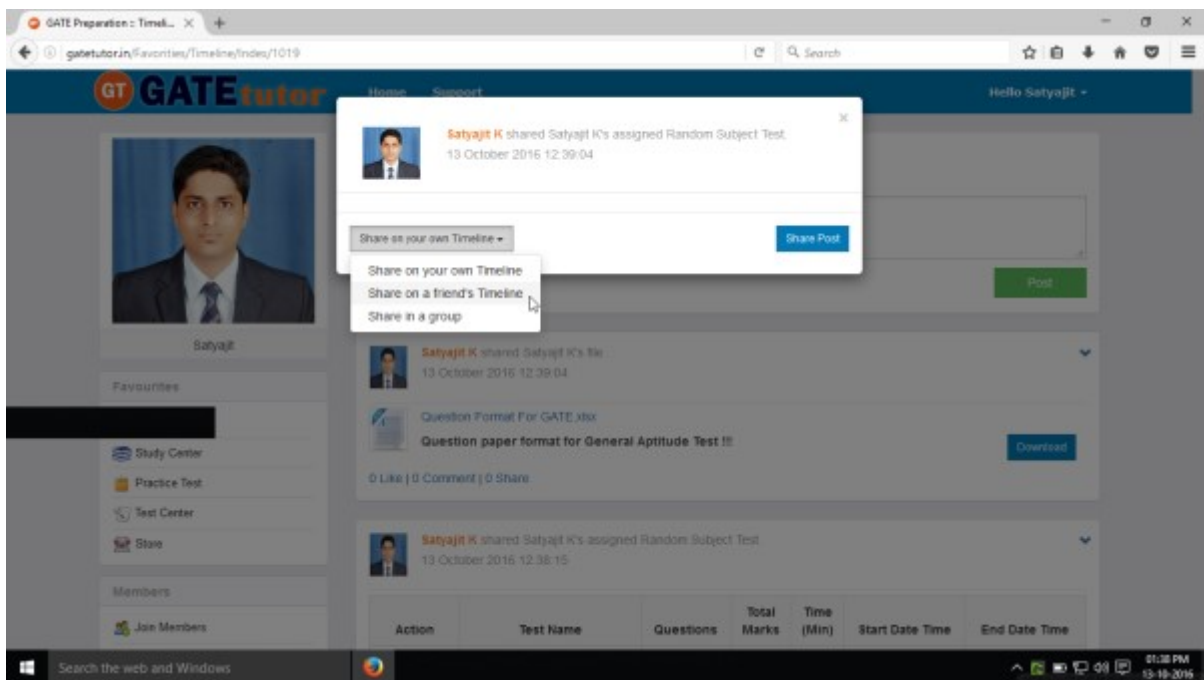 GATE Preparation :: Timeli...
gatetutor.in/Favorities/Timeline/Index/1019
Search
GT GATEtutor
Home Support
Hello Satyajit
Satyajit K shared Satyajit K's assigned Random Subject Test.
13 October 2016 12:39:04
Share on your own Timeline
Share Post
Share on your own Timeline
Share on a friend's Timeline
Share in a group
Post
Satyajit
Satyajit K shared Satyajit K's file
13 October 2016 12:39:04
Favourites
Question Format For GATE.xlsx
Question paper format for General Aptitude Test !!!
Download
Study Center
0 Like | 0 Comment | 0 Share
Practice Test
Test Center
Store
Satyajit K shared Satyajit K's assigned Random Subject Test
13 October 2016 12:38:15
Members
Join Members
Action Test Name Questions Total Marks Time (Min) Start Date Time End Date Time
Search the web and Windows
01:38 PM
13-10-2016